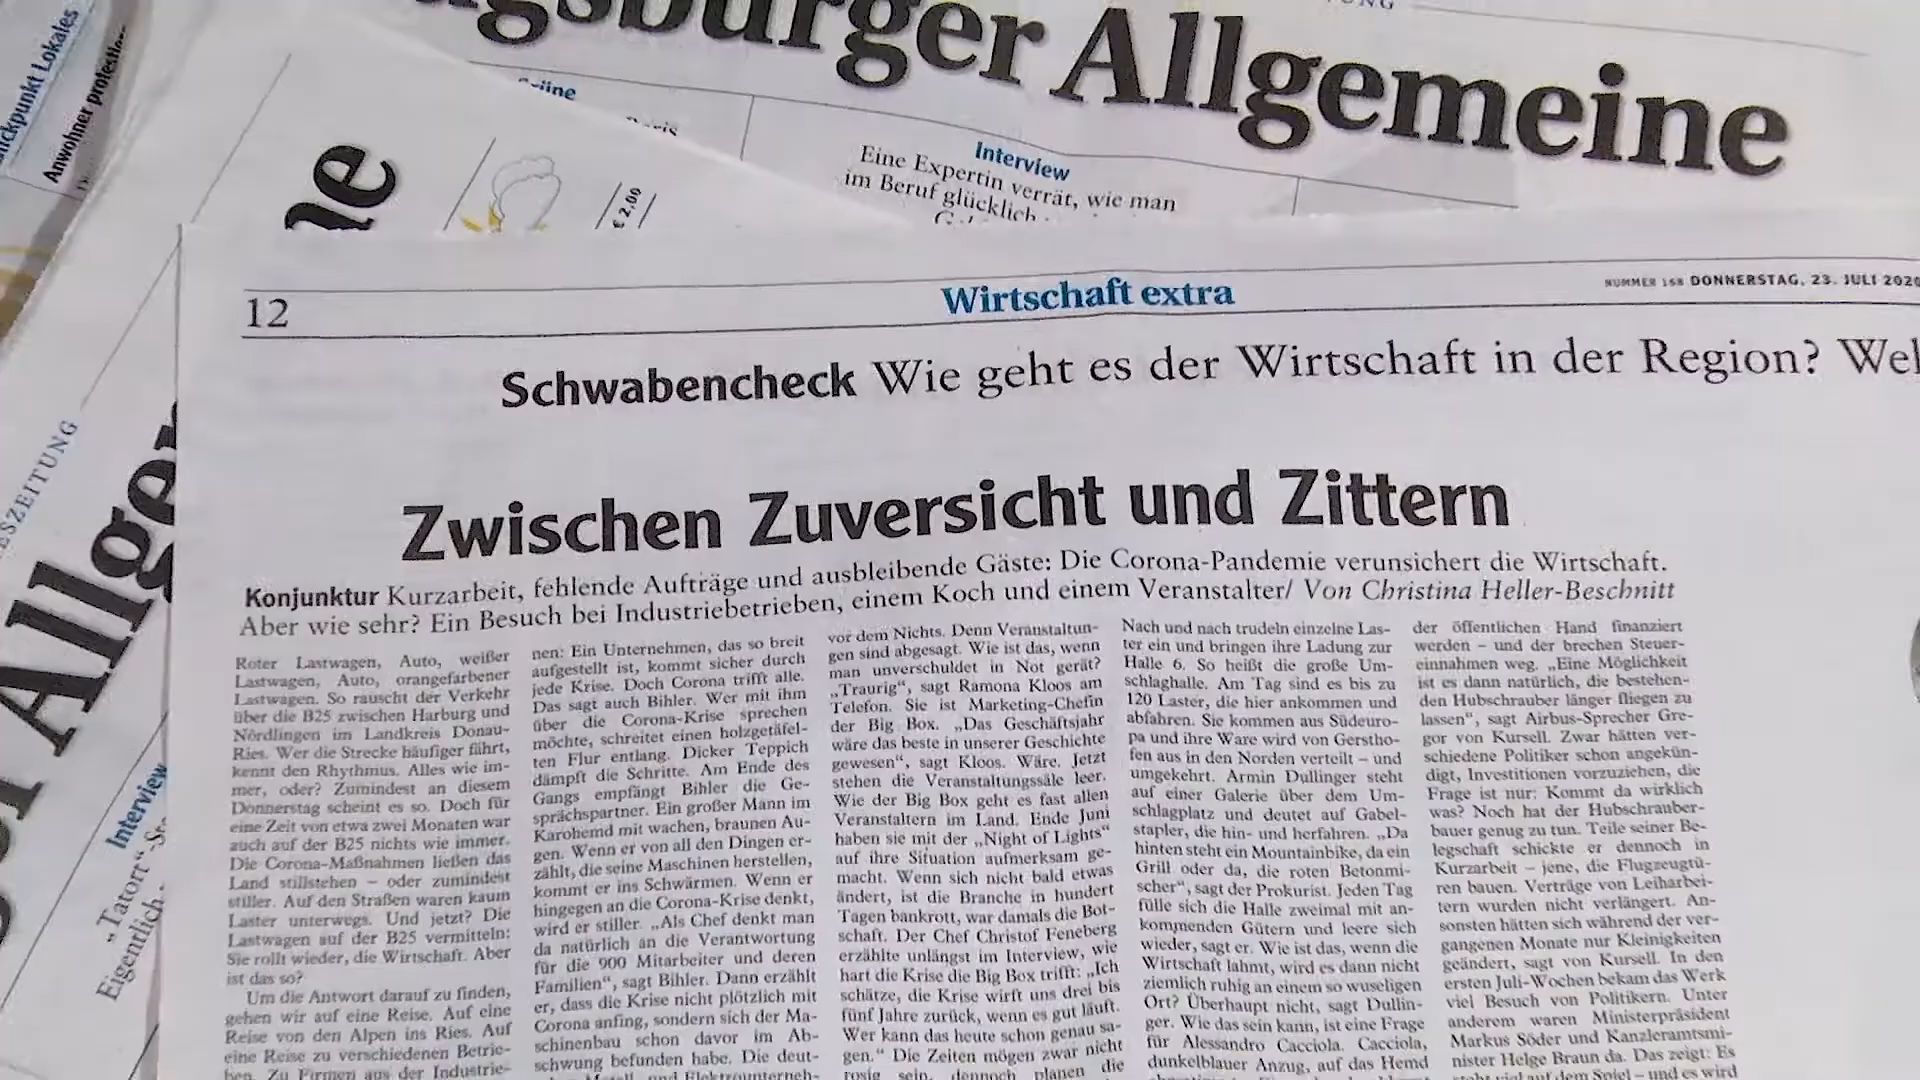 Blickpunkt Lokales
Anwohner
Allgemeine
Interview
Eine Expertin verrät, wie man
im Beruf glücklich
€ 2,00
12
Wirtschaft extra
NUMMER 168 DONNERSTAG, 23. JULI 2020
Schwabencheck Wie geht es der Wirtschaft in der Region? Wel
Zwischen Zuversicht und Zittern
Konjunktur Kurzarbeit, fehlende Aufträge und ausbleibende Gäste: Die Corona-Pandemie verunsichert die Wirtschaft.
Aber wie sehr? Ein Besuch bei Industriebetrieben, einem Koch und einem Veranstalter/ Von Christina Heller-Beschnitt
Roter Lastwagen, Auto, weißer
Lastwagen, Auto, orangefarbener
Lastwagen. So rauscht der Verkehr
über die B25 zwischen Harburg und
Nördlingen im Landkreis Donau-
Ries. Wer die Strecke häufiger fährt,
kennt den Rhythmus. Alles wie im-
mer, oder? Zumindest an diesem
Donnerstag scheint es so. Doch für
eine Zeit von etwa zwei Monaten war
auch auf der B25 nichts wie immer.
Die Corona-Maßnahmen ließen das
Land stillstehen – oder zumindest
stiller. Auf den Straßen waren kaum
Laster unterwegs. Und jetzt? Die
Lastwagen auf der B25 vermitteln:
Sie rollt wieder, die Wirtschaft. Aber
ist das so?
Um die Antwort darauf zu finden,
gehen wir auf eine Reise. Auf eine
Reise von den Alpen ins Ries. Auf
eine Reise zu verschiedenen Betrie-
ben. Zu Firmen aus der Industrie-
nen: Ein Unternehmen, das so breit
aufgestellt ist, kommt sicher durch
jede Krise. Doch Corona trifft alle.
Das sagt auch Bihler. Wer mit ihm
über die Corona-Krise sprechen
möchte, schreitet einen holzgetäfel-
ten Flur entlang. Dicker Teppich
dämpft die Schritte. Am Ende des
Gangs empfängt Bihler die Ge-
sprächspartner. Ein großer Mann im
Karohemd mit wachen, braunen Au-
gen. Wenn er von all den Dingen er-
zählt, die seine Maschinen herstellen,
kommt er ins Schwärmen. Wenn er
hingegen an die Corona-Krise denkt,
wird er stiller. „Als Chef denkt man
da natürlich an die Verantwortung
für die 900 Mitarbeiter und deren
Familien“, sagt Bihler. Dann erzählt
er, dass die Krise nicht plötzlich mit
Corona anfing, sondern sich der Ma-
schinenbau schon davor im Ab-
schwung befunden habe. Die deut-
Metall- und Elektrounterneh-
vor dem Nichts. Denn Veranstaltun-
gen sind abgesagt. Wie ist das, wenn
man unverschuldet in Not gerät?
„Traurig“, sagt Ramona Kloos am
Telefon. Sie ist Marketing-Chefin
der Big Box. „Das Geschäftsjahr
wäre das beste in unserer Geschichte
gewesen“, sagt Kloos. Wäre. Jetzt
stehen die Veranstaltungssäle leer.
Wie der Big Box geht es fast allen
Veranstaltern im Land. Ende Juni
haben sie mit der „Night of Lights“
auf ihre Situation aufmerksam ge-
macht. Wenn sich nicht bald etwas
ändert, ist die Branche in hundert
Tagen bankrott, war damals die Bot-
schaft. Der Chef Christof Feneberg
erzählte unlängst im Interview, wie
hart die Krise die Big Box trifft: „Ich
schätze, die Krise wirft uns drei bis
fünf Jahre zurück, wenn es gut läuft.
Wer kann das heute schon genau sa-
gen.“ Die Zeiten mögen zwar nicht
rosig sein, dennoch planen die
Nach und nach trudeln einzelne Las-
ter ein und bringen ihre Ladung zur
Halle 6. So heißt die große Um-
schlaghalle. Am Tag sind es bis zu
120 Laster, die hier ankommen und
abfahren. Sie kommen aus Südeuro-
pa und ihre Ware wird von Gerstho-
fen aus in den Norden verteilt – und
umgekehrt. Armin Dullinger steht
auf einer Galerie über dem Um-
schlagplatz und deutet auf Gabel-
stapler, die hin- und herfahren. „Da
hinten steht ein Mountainbike, da ein
Grill oder da, die roten Betonmi-
scher“, sagt der Prokurist. Jeden Tag
fülle sich die Halle zweimal mit an-
kommenden Gütern und leere sich
wieder, sagt er. Wie ist das, wenn die
Wirtschaft lahmt, wird es dann nicht
ziemlich ruhig an einem so wuseligen
Ort? Überhaupt nicht, sagt Dullin-
ger. Wie das sein kann, ist eine Frage
für Alessandro Cacciola. Cacciola,
dunkelblauer Anzug, auf das Hemd
der öffentlichen Hand finanziert
werden – und der brechen Steuer-
einnahmen weg. „Eine Möglichkeit
ist es dann natürlich, die bestehen-
den Hubschrauber länger fliegen zu
lassen“, sagt Airbus-Sprecher Gre-
gor von Kursell. Zwar hätten ver-
schiedene Politiker schon angekün-
digt, Investitionen vorzuziehen, die
Frage ist nur: Kommt da wirklich
was? Noch hat der Hubschrauber-
bauer genug zu tun. Teile seiner Be-
legschaft schickte er dennoch in
Kurzarbeit – jene, die Flugzeugtü-
ren bauen. Verträge von Leiharbei-
tern wurden nicht verlängert. An-
sonsten hätten sich während der ver-
gangenen Monate nur Kleinigkeiten
geändert, sagt von Kursell. In den
ersten Juli-Wochen bekam das Werk
viel Besuch von Politikern. Unter
anderem waren Ministerpräsident
Markus Söder und Kanzleramtsmi-
nister Helge Braun da. Das zeigt: Es
steht viel auf dem Spiel – und es wird
Interview
„Tatort“-
Eigentlich